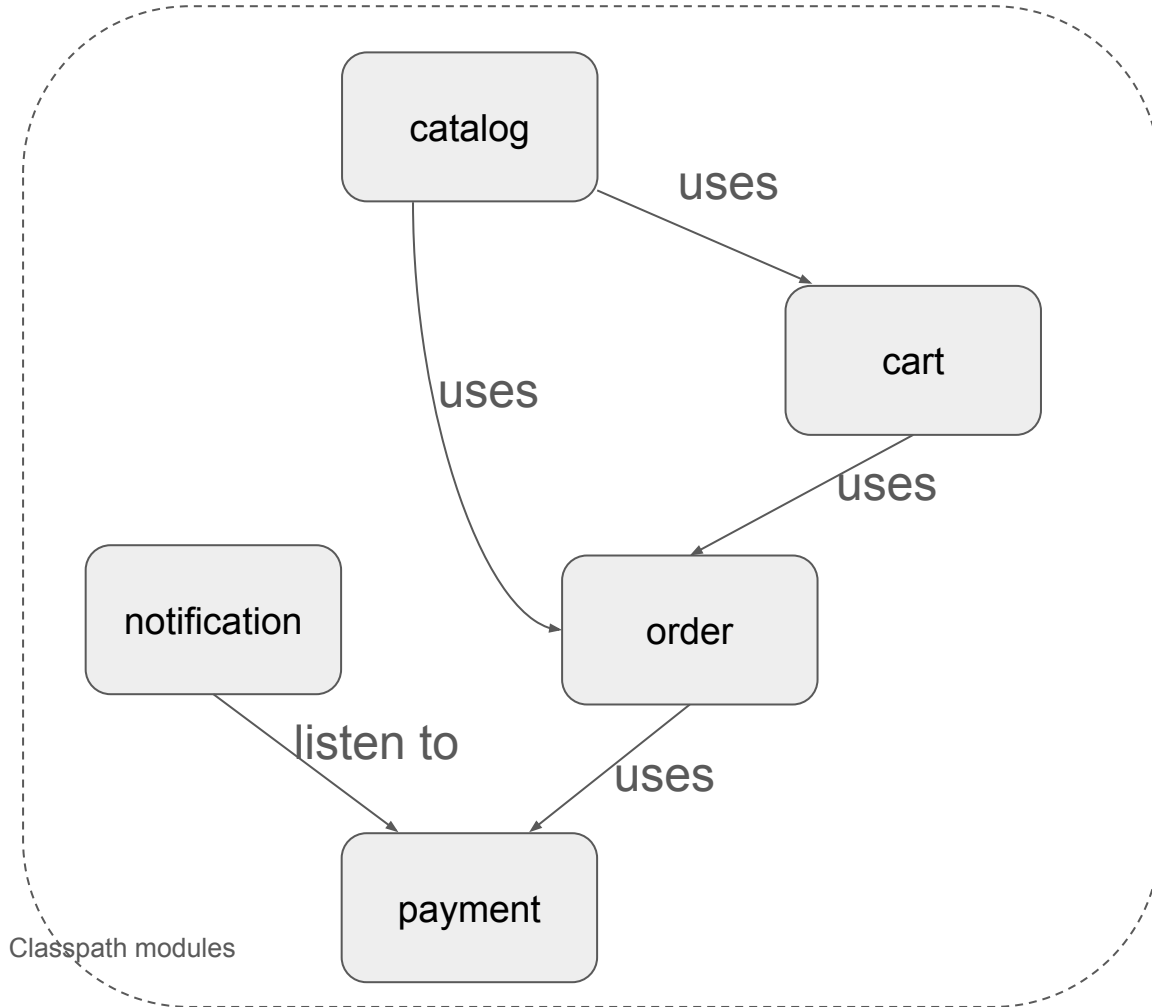 catalog
uses
cart
uses
uses
notification
order
listen to
uses
payment
Classpath modules